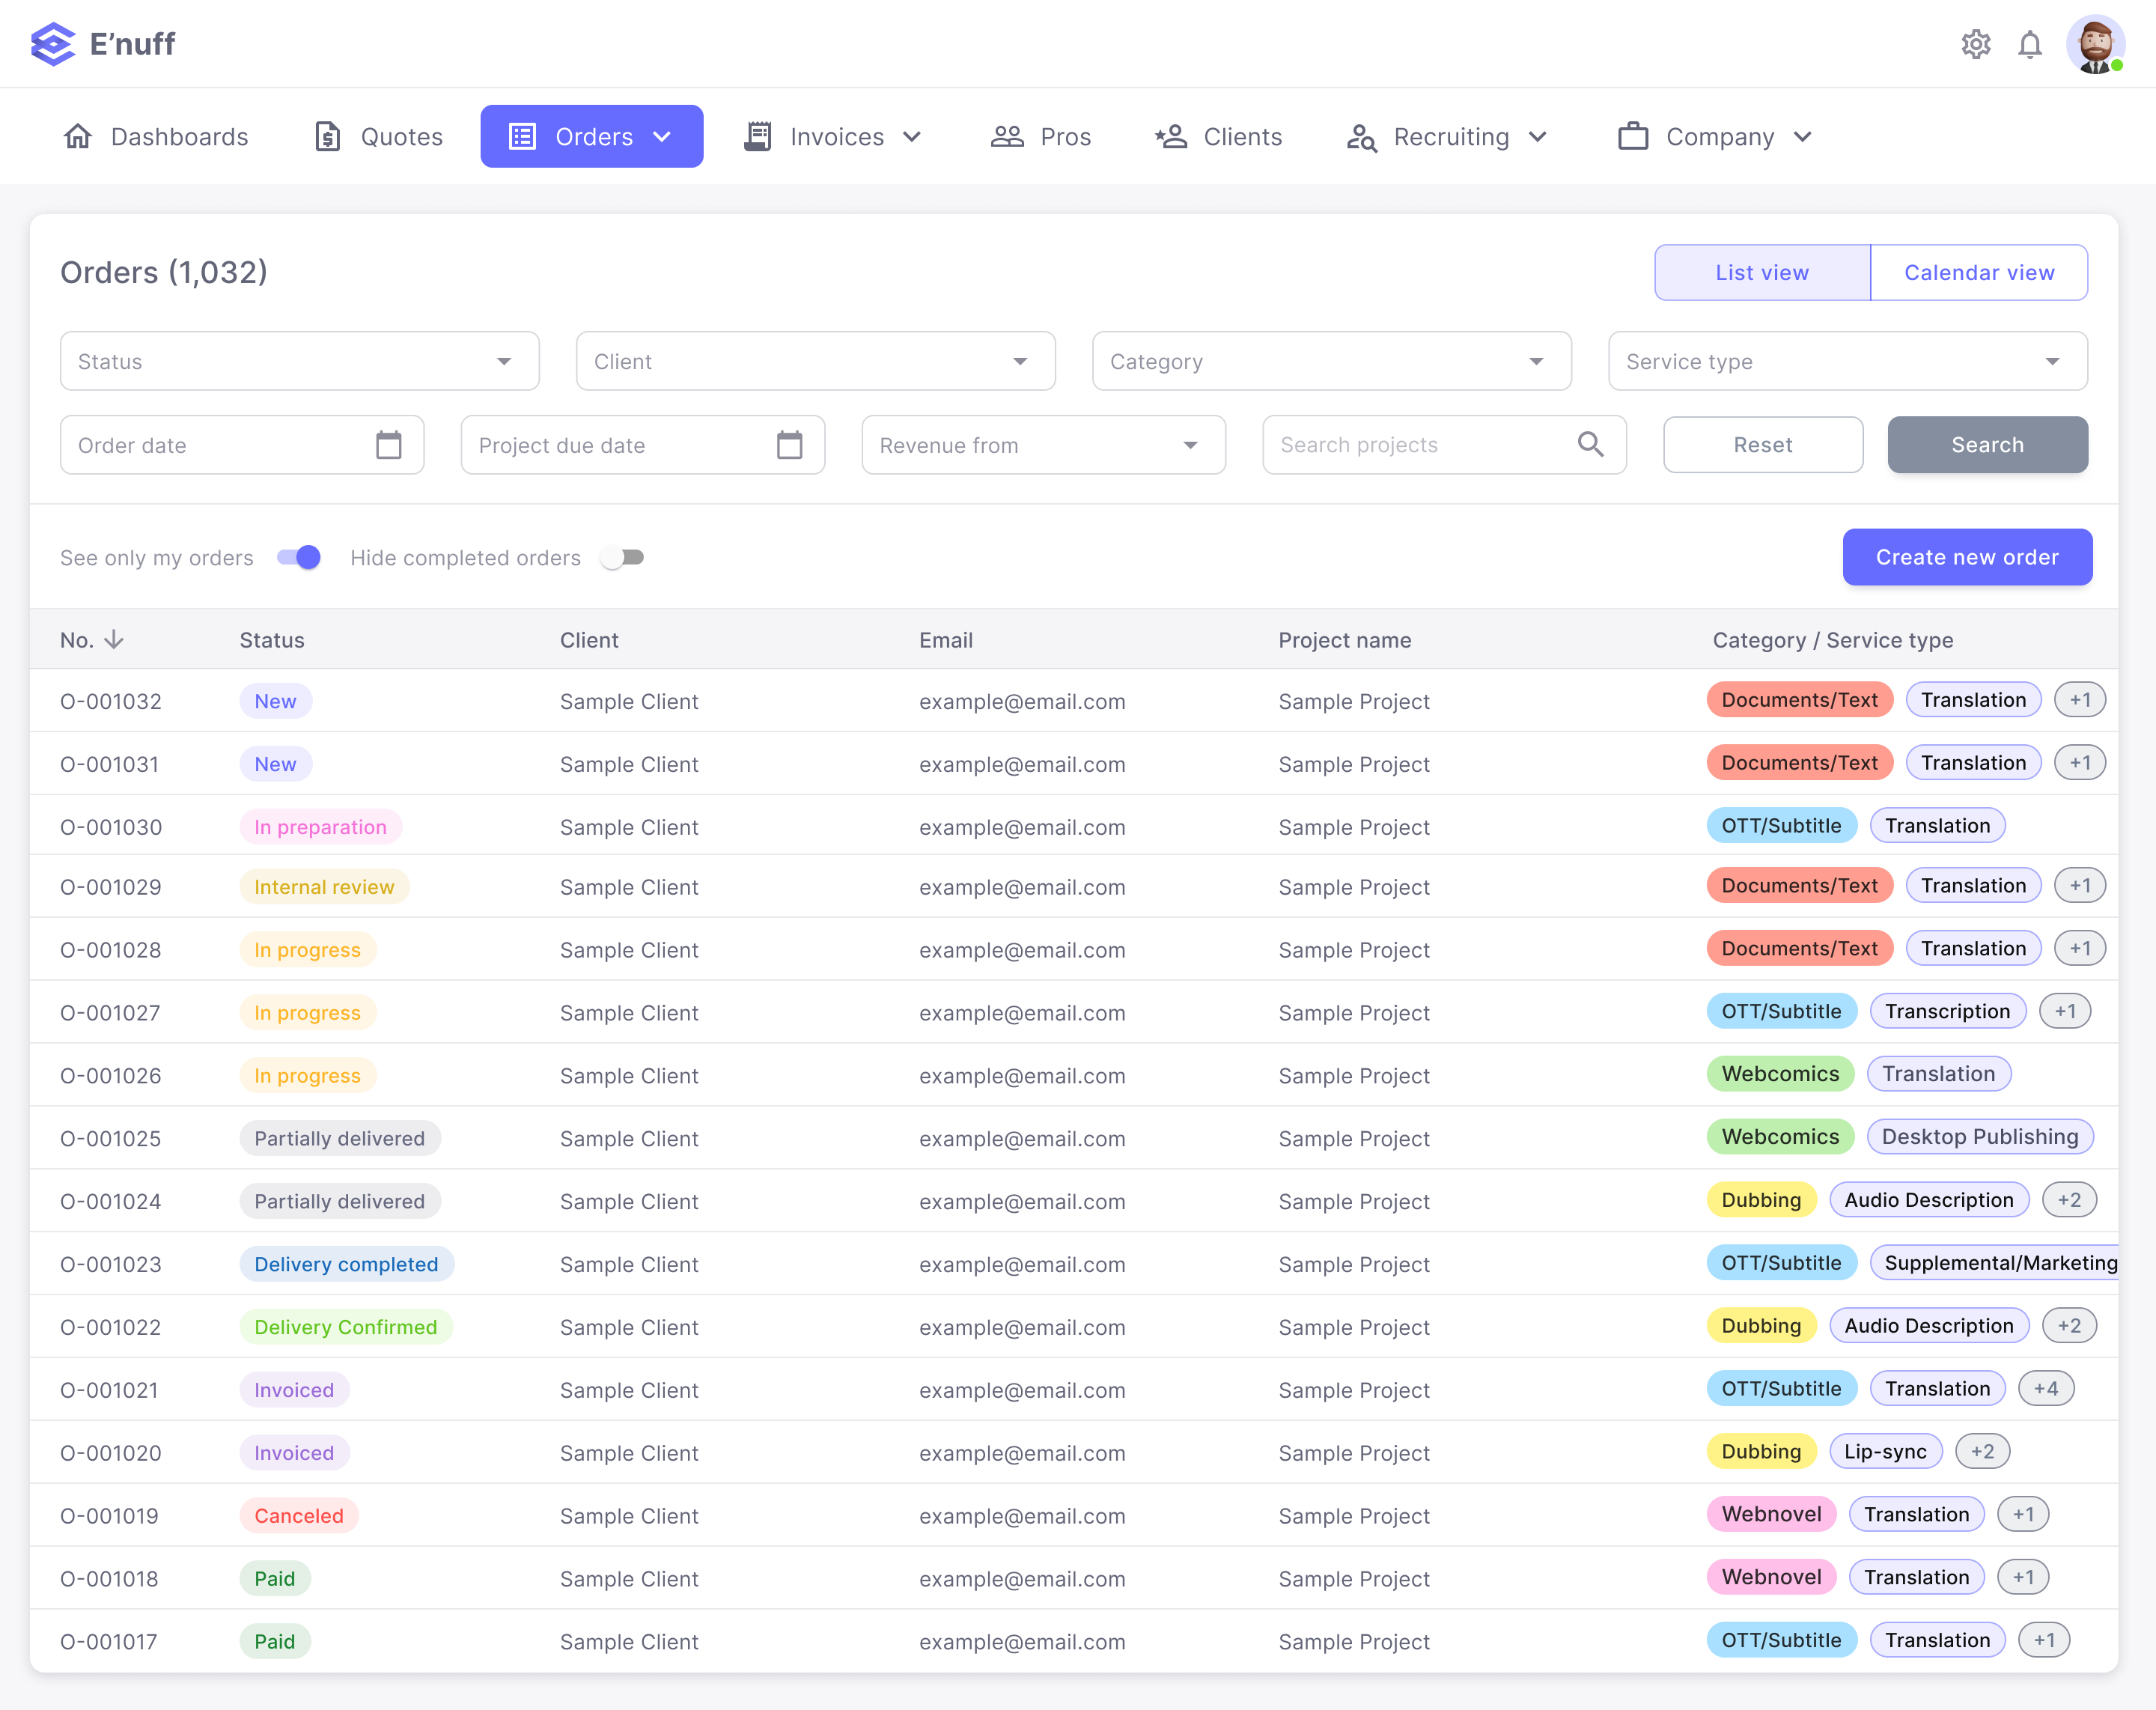 E'nuff
Dashboards Quotes Orders Invoices Pros Clients Recruiting Company
Orders (1,032) List view Calendar view
Status Client Category Service type
Order date Project due date Revenue from Search projects Reset Search
See only my orders Hide completed orders Create new order
No. Status Client Email Project name Category / Service type
O-001032 New Sample Client example@email.com Sample Project Documents/Text Translation +1
O-001031 New Sample Client example@email.com Sample Project Documents/Text Translation +1
O-001030 In preparation Sample Client example@email.com Sample Project OTT/Subtitle Translation
O-001029 Internal review Sample Client example@email.com Sample Project Documents/Text Translation +1
O-001028 In progress Sample Client example@email.com Sample Project Documents/Text Translation +1
O-001027 In progress Sample Client example@email.com Sample Project OTT/Subtitle Transcription +1
O-001026 In progress Sample Client example@email.com Sample Project Webcomics Translation
O-001025 Partially delivered Sample Client example@email.com Sample Project Webcomics Desktop Publishing
O-001024 Partially delivered Sample Client example@email.com Sample Project Dubbing Audio Description +2
O-001023 Delivery completed Sample Client example@email.com Sample Project OTT/Subtitle Supplemental/Marketing
O-001022 Delivery Confirmed Sample Client example@email.com Sample Project Dubbing Audio Description +2
O-001021 Invoiced Sample Client example@email.com Sample Project OTT/Subtitle Translation +4
O-001020 Invoiced Sample Client example@email.com Sample Project Dubbing Lip-sync +2
O-001019 Canceled Sample Client example@email.com Sample Project Webnovel Translation +1
O-001018 Paid Sample Client example@email.com Sample Project Webnovel Translation +1
O-001017 Paid Sample Client example@email.com Sample Project OTT/Subtitle Translation +1